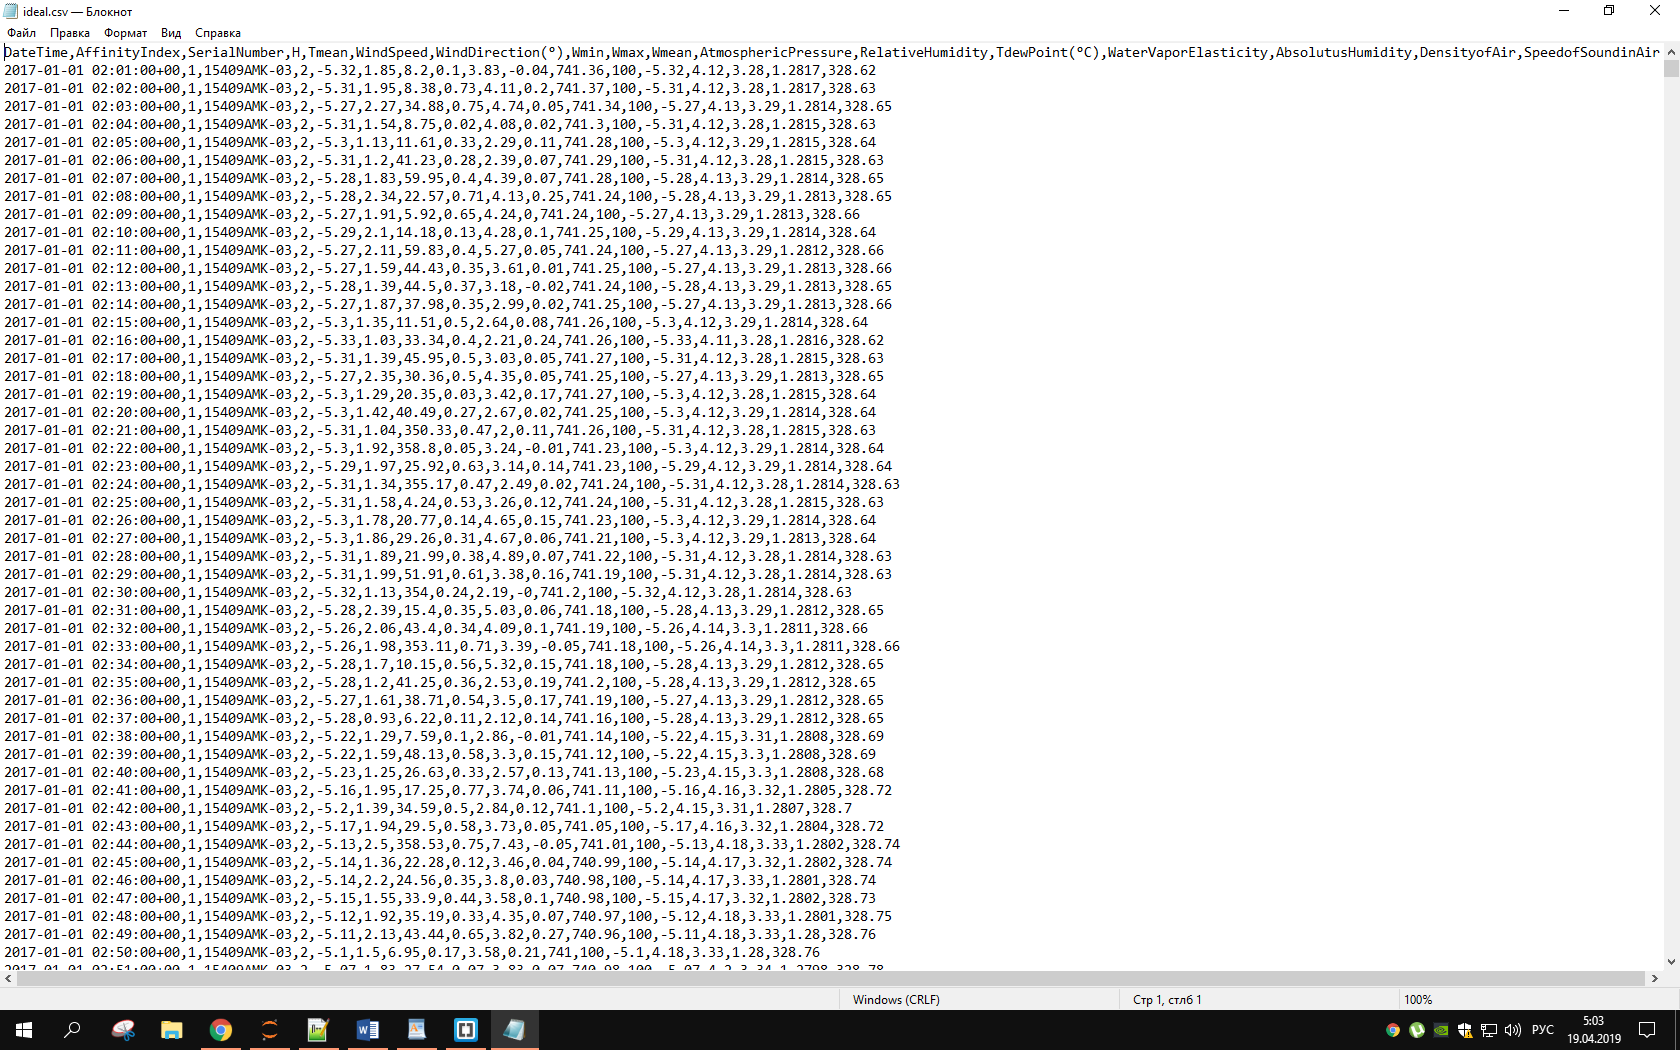 ideal.csv — Блокнот
Файл Правка Формат Вид Справка
DateTime,AffinityIndex,SerialNumber,H,Tmean,WindSpeed,WindDirection(º),Wmin,Wmax,Wmean,AtmosphericPressure,RelativeHumidity,TdewPoint(ºC),WaterVaporElasticity,AbsolutusHumidity,DensityofAir,SpeedofSoundinAir
2017-01-01 02:01:00+00,1,15409AMK-03,2,-5.32,1.85,8.2,0.1,3.83,-0.04,741.36,100,-5.32,4.12,3.28,1.2817,328.62
2017-01-01 02:02:00+00,1,15409AMK-03,2,-5.31,1.95,8.38,0.73,4.11,0.2,741.37,100,-5.31,4.12,3.28,1.2817,328.63
2017-01-01 02:03:00+00,1,15409AMK-03,2,-5.27,2.27,34.88,0.75,4.74,0.05,741.34,100,-5.27,4.13,3.29,1.2814,328.65
2017-01-01 02:04:00+00,1,15409AMK-03,2,-5.31,1.54,8.75,0.02,4.08,0.02,741.3,100,-5.31,4.12,3.28,1.2815,328.63
2017-01-01 02:05:00+00,1,15409AMK-03,2,-5.3,1.13,11.61,0.33,2.29,0.11,741.28,100,-5.3,4.12,3.29,1.2815,328.64
2017-01-01 02:06:00+00,1,15409AMK-03,2,-5.31,1.2,41.23,0.28,2.39,0.07,741.29,100,-5.31,4.12,3.28,1.2815,328.63
2017-01-01 02:07:00+00,1,15409AMK-03,2,-5.28,1.83,59.95,0.4,4.39,0.07,741.28,100,-5.28,4.13,3.29,1.2814,328.65
2017-01-01 02:08:00+00,1,15409AMK-03,2,-5.28,2.34,22.57,0.71,4.13,0.25,741.24,100,-5.28,4.13,3.29,1.2813,328.65
2017-01-01 02:09:00+00,1,15409AMK-03,2,-5.27,1.91,5.92,0.65,4.24,0,741.24,100,-5.27,4.13,3.29,1.2813,328.66
2017-01-01 02:10:00+00,1,15409AMK-03,2,-5.29,2.1,14.18,0.13,4.28,0.1,741.25,100,-5.29,4.13,3.29,1.2814,328.64
2017-01-01 02:11:00+00,1,15409AMK-03,2,-5.27,2.11,59.83,0.4,5.27,0.05,741.24,100,-5.27,4.13,3.29,1.2812,328.66
2017-01-01 02:12:00+00,1,15409AMK-03,2,-5.27,1.59,44.43,0.35,3.61,0.01,741.25,100,-5.27,4.13,3.29,1.2813,328.66
2017-01-01 02:13:00+00,1,15409AMK-03,2,-5.28,1.39,44.5,0.37,3.18,-0.02,741.24,100,-5.28,4.13,3.29,1.2813,328.65
2017-01-01 02:14:00+00,1,15409AMK-03,2,-5.27,1.87,37.98,0.35,2.99,0.02,741.25,100,-5.27,4.13,3.29,1.2813,328.66
2017-01-01 02:15:00+00,1,15409AMK-03,2,-5.3,1.35,11.51,0.5,2.64,0.08,741.26,100,-5.3,4.12,3.29,1.2814,328.64
2017-01-01 02:16:00+00,1,15409AMK-03,2,-5.33,1.03,33.34,0.4,2.21,0.24,741.26,100,-5.33,4.11,3.28,1.2816,328.62
2017-01-01 02:17:00+00,1,15409AMK-03,2,-5.31,1.39,45.95,0.5,3.03,0.05,741.27,100,-5.31,4.12,3.28,1.2815,328.63
2017-01-01 02:18:00+00,1,15409AMK-03,2,-5.27,2.35,30.36,0.5,4.35,0.05,741.25,100,-5.27,4.13,3.29,1.2813,328.65
2017-01-01 02:19:00+00,1,15409AMK-03,2,-5.3,1.29,20.35,0.03,3.42,0.17,741.27,100,-5.3,4.12,3.28,1.2815,328.64
2017-01-01 02:20:00+00,1,15409AMK-03,2,-5.3,1.42,40.49,0.27,2.67,0.02,741.25,100,-5.3,4.12,3.29,1.2814,328.64
2017-01-01 02:21:00+00,1,15409AMK-03,2,-5.31,1.04,350.33,0.47,2,0.11,741.26,100,-5.31,4.12,3.28,1.2815,328.63
2017-01-01 02:22:00+00,1,15409AMK-03,2,-5.3,1.92,358.8,0.05,3.24,-0.01,741.23,100,-5.3,4.12,3.29,1.2814,328.64
2017-01-01 02:23:00+00,1,15409AMK-03,2,-5.29,1.97,25.92,0.63,3.14,0.14,741.23,100,-5.29,4.12,3.29,1.2814,328.64
2017-01-01 02:24:00+00,1,15409AMK-03,2,-5.31,1.34,355.17,0.47,2.49,0.02,741.24,100,-5.31,4.12,3.28,1.2814,328.63
2017-01-01 02:25:00+00,1,15409AMK-03,2,-5.31,1.58,4.24,0.53,3.26,0.12,741.24,100,-5.31,4.12,3.28,1.2815,328.63
2017-01-01 02:26:00+00,1,15409AMK-03,2,-5.3,1.78,20.77,0.14,4.65,0.15,741.23,100,-5.3,4.12,3.29,1.2814,328.64
2017-01-01 02:27:00+00,1,15409AMK-03,2,-5.3,1.86,29.26,0.31,4.67,0.06,741.21,100,-5.3,4.12,3.29,1.2813,328.64
2017-01-01 02:28:00+00,1,15409AMK-03,2,-5.31,1.89,21.99,0.38,4.89,0.07,741.22,100,-5.31,4.12,3.28,1.2814,328.63
2017-01-01 02:29:00+00,1,15409AMK-03,2,-5.31,1.99,51.91,0.61,3.38,0.16,741.19,100,-5.31,4.12,3.28,1.2814,328.63
2017-01-01 02:30:00+00,1,15409AMK-03,2,-5.32,1.13,354,0.24,2.19,-0,741.2,100,-5.32,4.12,3.28,1.2814,328.63
2017-01-01 02:31:00+00,1,15409AMK-03,2,-5.28,2.39,15.4,0.35,5.03,0.06,741.18,100,-5.28,4.13,3.29,1.2812,328.65
2017-01-01 02:32:00+00,1,15409AMK-03,2,-5.26,2.06,43.4,0.34,4.09,0.1,741.19,100,-5.26,4.14,3.3,1.2811,328.66
2017-01-01 02:33:00+00,1,15409AMK-03,2,-5.26,1.98,353.11,0.71,3.39,-0.05,741.18,100,-5.26,4.14,3.3,1.2811,328.66
2017-01-01 02:34:00+00,1,15409AMK-03,2,-5.28,1.7,10.15,0.56,5.32,0.15,741.18,100,-5.28,4.13,3.29,1.2812,328.65
2017-01-01 02:35:00+00,1,15409AMK-03,2,-5.28,1.2,41.25,0.36,2.53,0.19,741.2,100,-5.28,4.13,3.29,1.2812,328.65
2017-01-01 02:36:00+00,1,15409AMK-03,2,-5.27,1.61,38.71,0.54,3.5,0.17,741.19,100,-5.27,4.13,3.29,1.2812,328.65
2017-01-01 02:37:00+00,1,15409AMK-03,2,-5.28,0.93,6.22,0.11,2.12,0.14,741.16,100,-5.28,4.13,3.29,1.2812,328.65
2017-01-01 02:38:00+00,1,15409AMK-03,2,-5.22,1.29,7.59,0.1,2.86,-0.01,741.14,100,-5.22,4.15,3.31,1.2808,328.69
2017-01-01 02:39:00+00,1,15409AMK-03,2,-5.22,1.59,48.13,0.58,3.3,0.15,741.12,100,-5.22,4.15,3.3,1.2808,328.69
2017-01-01 02:40:00+00,1,15409AMK-03,2,-5.23,1.25,26.63,0.33,2.57,0.13,741.13,100,-5.23,4.15,3.3,1.2808,328.68
2017-01-01 02:41:00+00,1,15409AMK-03,2,-5.16,1.95,17.25,0.77,3.74,0.06,741.11,100,-5.16,4.16,3.32,1.2805,328.72
2017-01-01 02:42:00+00,1,15409AMK-03,2,-5.2,1.39,34.59,0.5,2.84,0.12,741.1,100,-5.2,4.15,3.31,1.2807,328.7
2017-01-01 02:43:00+00,1,15409AMK-03,2,-5.17,1.94,29.5,0.58,3.73,0.05,741.05,100,-5.17,4.16,3.32,1.2804,328.72
2017-01-01 02:44:00+00,1,15409AMK-03,2,-5.13,2.5,358.53,0.75,7.43,-0.05,741.01,100,-5.13,4.18,3.33,1.2802,328.74
2017-01-01 02:45:00+00,1,15409AMK-03,2,-5.14,1.36,22.28,0.12,3.46,0.04,740.99,100,-5.14,4.17,3.32,1.2802,328.74
2017-01-01 02:46:00+00,1,15409AMK-03,2,-5.14,2.2,24.56,0.35,3.8,0.03,740.98,100,-5.14,4.17,3.33,1.2801,328.74
2017-01-01 02:47:00+00,1,15409AMK-03,2,-5.15,1.55,33.9,0.44,3.58,0.1,740.98,100,-5.15,4.17,3.32,1.2802,328.73
2017-01-01 02:48:00+00,1,15409AMK-03,2,-5.12,1.92,35.19,0.33,4.35,0.07,740.97,100,-5.12,4.18,3.33,1.2801,328.75
2017-01-01 02:49:00+00,1,15409AMK-03,2,-5.11,2.13,43.44,0.65,3.82,0.27,740.96,100,-5.11,4.18,3.33,1.28,328.76
2017-01-01 02:50:00+00,1,15409AMK-03,2,-5.1,1.5,6.95,0.17,3.58,0.21,741,100,-5.1,4.18,3.33,1.28,328.76
Windows (CRLF) Стр 1, стлб 1 100%
РУС 5:03
19.04.2019